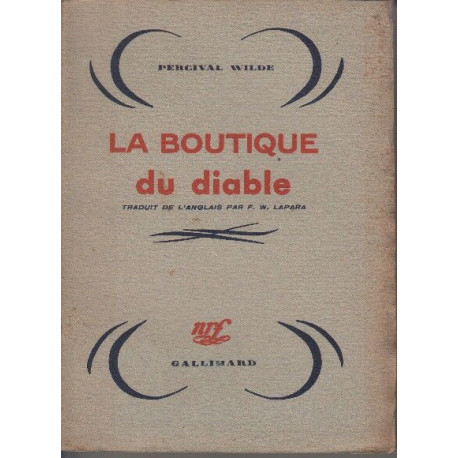 PERCIVAL WILDE
LA BOUTIQUE
du diable
TRADUIT DE L'ANGLAIS PAR F. W. LAPARA
nrf
GALLIMARD